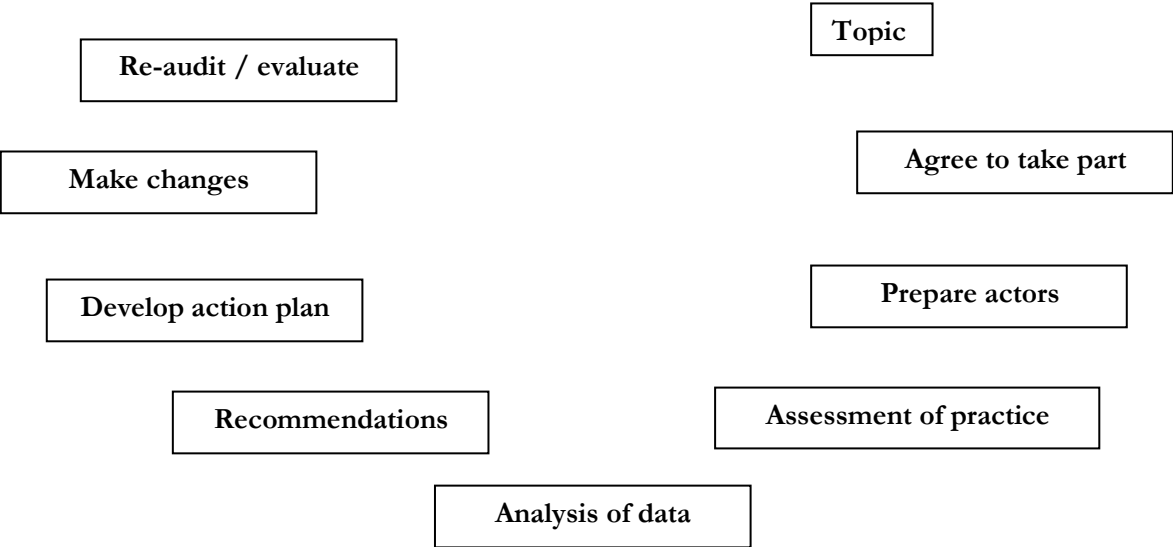 Topic
Re-audit / evaluate
Agree to take part
Make changes
Prepare actors
Develop action plan
Assessment of practice
Recommendations
Analysis of data